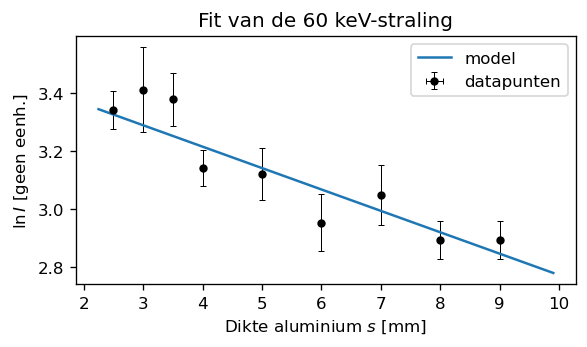 Fit van de 60 keV-straling
model
datapunten
ln I [geen eenh.]
3.4
3.2
3.0
2.8
2 3 4 5 6 7 8 9 10
Dikte aluminium s [mm]